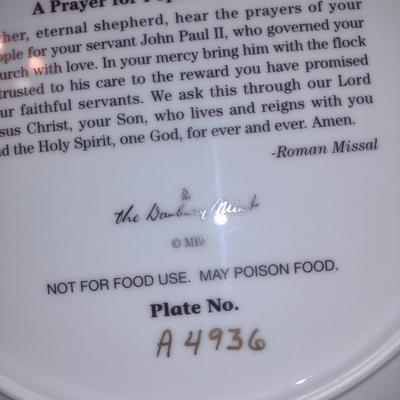 A Prayer for
her, eternal shepherd, hear the prayers of your
ople for your servant John Paul II, who governed your
urch with love. In your mercy bring him with the flock
trusted to his care to the reward you have promised
ur faithful servants. We ask this through our Lord
sus Christ, your Son, who lives and reigns with you
d the Holy Spirit, one God, for ever and ever. Amen.
-Roman Missal
the Danbury Mint
© MBI
NOT FOR FOOD USE. MAY POISON FOOD.
Plate No.
A 4936